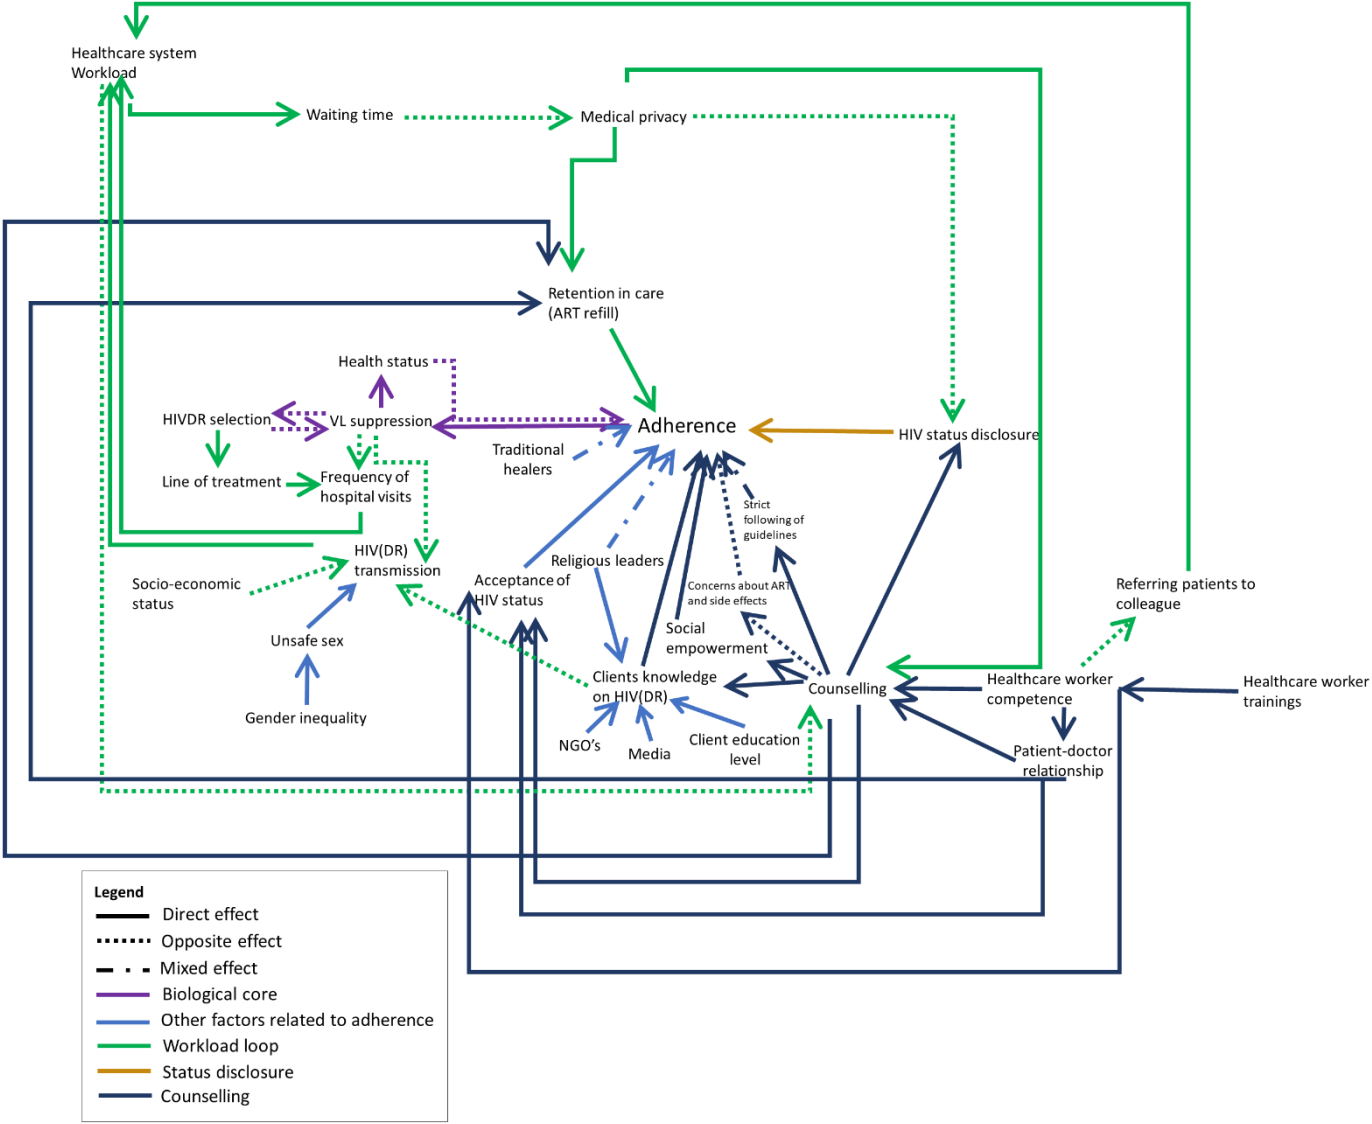 Healthcare system
Workload
Waiting time
Medical privacy
Retention in care
(ART refill)
Health status
HIVDR selection
VL suppression
Adherence
HIV status disclosure
Traditional
healers
Line of treatment
Frequency of
hospital visits
Strict
following of
guidelines
HIV(DR)
transmission
Religious leaders
Socio-economic
status
Acceptance of
HIV status
Concerns about ART
and side effects
Referring patients to
colleague
Unsafe sex
Social
empowerment
Clients knowledge
on HIV(DR)
Counselling
Healthcare worker
competence
Healthcare worker
trainings
Gender inequality
NGO's
Media
Client education
level
Patient-doctor
relationship
Legend
Direct effect
Opposite effect
Mixed effect
Biological core
Other factors related to adherence
Workload loop
Status disclosure
Counselling